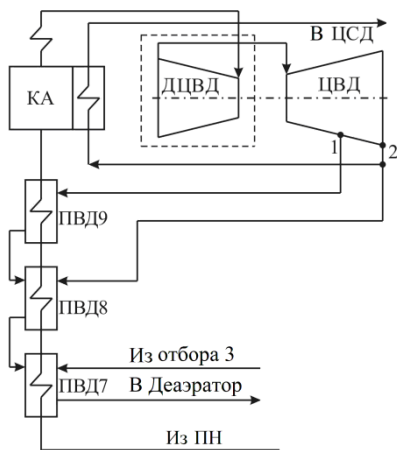 В ЦСД
КА
ДЦВД
ЦВД
1
2
ПВД9
ПВД8
Из отбора 3
ПВД7
В Деаэратор
Из ПН